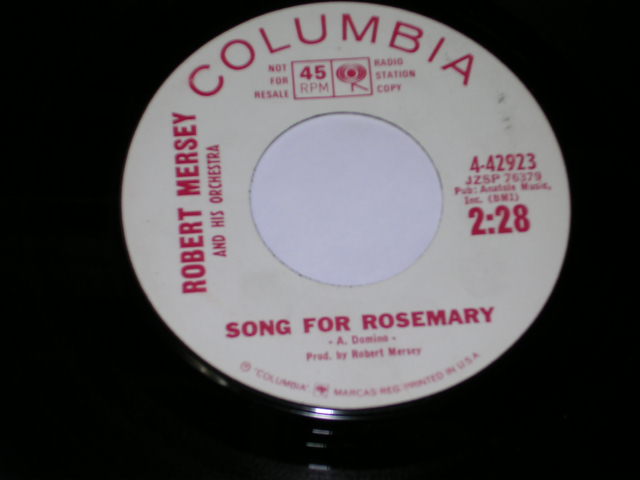 COLUMBIA
NOT FOR RESALE
45 RPM
RADIO STATION COPY
ROBERT MERSEY
AND HIS ORCHESTRA
4-42923
JZSP 76379
Pub: Anatole Music,
Inc. (BMI)
2:28
SONG FOR ROSEMARY
- A. Domino -
Prod. by Robert Mersey
℗ "COLUMBIA" MARCAS REG. PRINTED IN U.S.A.